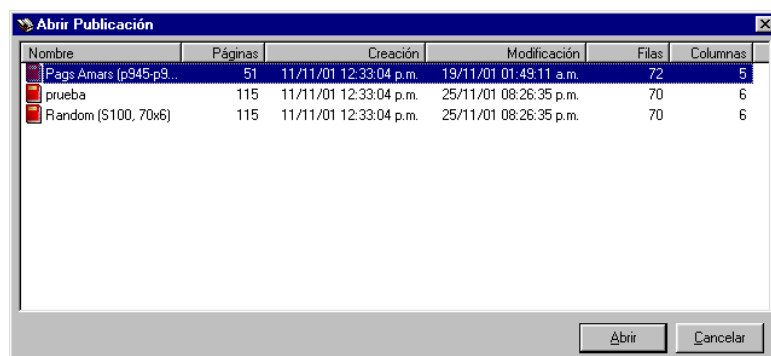 Abrir Publicación
Nombre Páginas Creación Modificación Filas Columnas
Pags Amars (p945-p9... 51 11/11/01 12:33:04 p.m. 19/11/01 01:49:11 a.m. 72 5
prueba 115 11/11/01 12:33:04 p.m. 25/11/01 08:26:35 p.m. 70 6
Random (S100, 70x6) 115 11/11/01 12:33:04 p.m. 25/11/01 08:26:35 p.m. 70 6
Abrir Cancelar